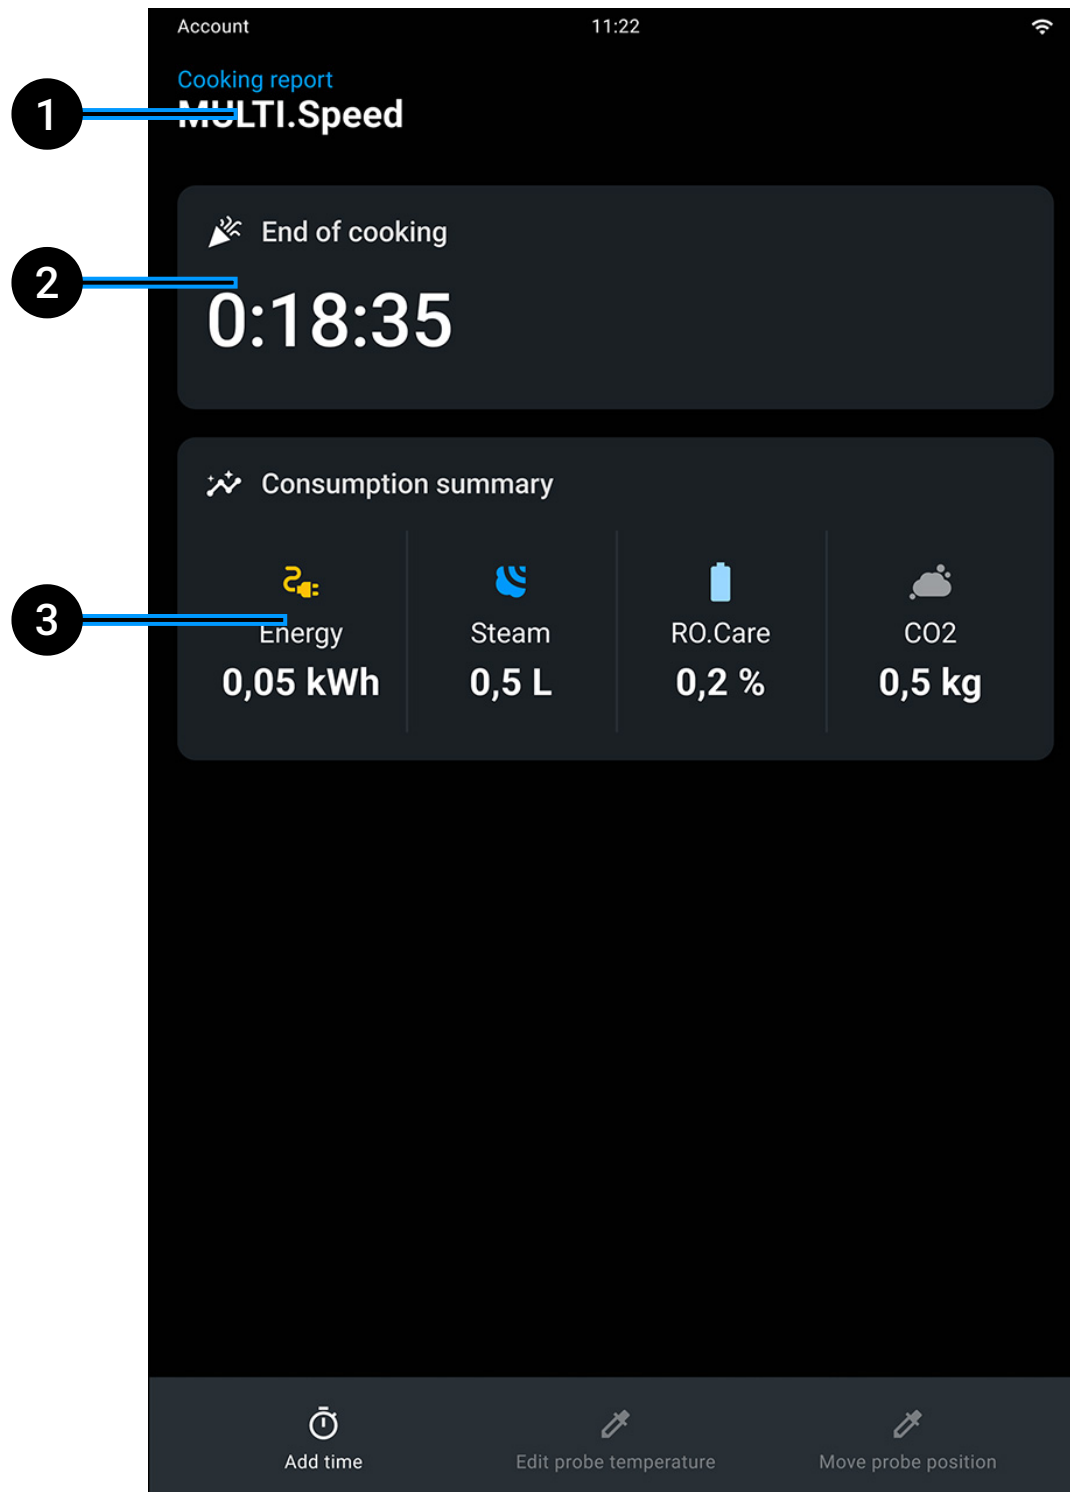 Account 11:22
Cooking report
1
MULTI.Speed
End of cooking
2
0:18:35
Consumption summary
3
Energy Steam RO.Care CO2
0,05 kWh 0,5 L 0,2 % 0,5 kg
Add time Edit probe temperature Move probe position